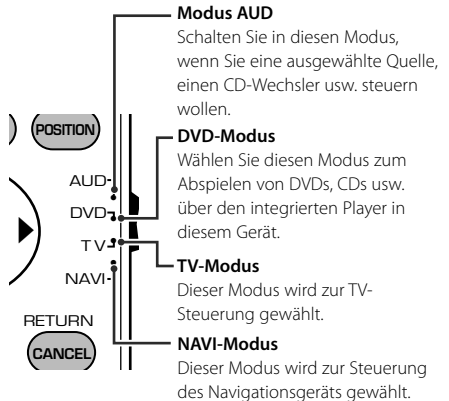 Modus AUD
Schalten Sie in diesen Modus,
wenn Sie eine ausgewählte Quelle,
einen CD-Wechsler usw. steuern
wollen.
DVD-Modus
Wählen Sie diesen Modus zum
Abspielen von DVDs, CDs usw.
über den integrierten Player in
diesem Gerät.
TV-Modus
Dieser Modus wird zur TV-
Steuerung gewählt.
NAVI-Modus
Dieser Modus wird zur Steuerung
des Navigationsgeräts gewählt.
POSITION
AUD
DVD
TV
NAVI
RETURN
CANCEL